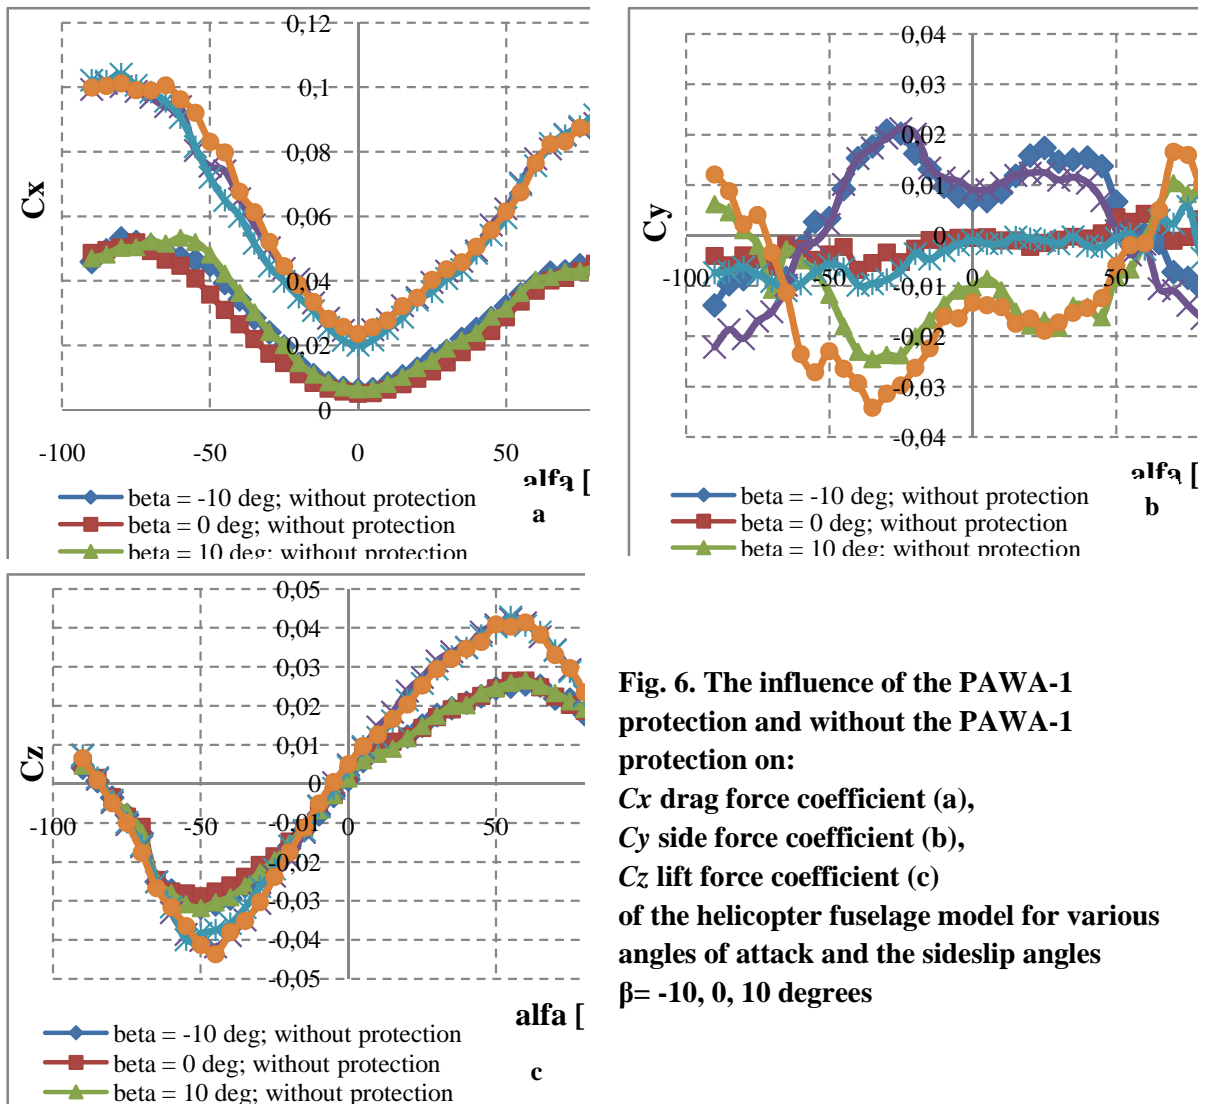 0,12
0,1
0,08
0,06
0,04
0,02
0
-100
-50
0
50
Cx
alfa [
beta = -10 deg; without protection
beta = 0 deg; without protection
beta = 10 deg; without protection
a
0,04
0,03
0,02
0,01
0
-0,01
-0,02
-0,03
-0,04
-100
-50
0
50
Cy
alfa [
beta = -10 deg; without protection
beta = 0 deg; without protection
beta = 10 deg; without protection
b
0,05
0,04
0,03
0,02
0,01
0
-0,01
-0,02
-0,03
-0,04
-0,05
-100
-50
0
50
Cz
alfa [
beta = -10 deg; without protection
beta = 0 deg; without protection
beta = 10 deg; without protection
c
Fig. 6. The influence of the PAWA-1
protection and without the PAWA-1
protection on:
Cx drag force coefficient (a),
Cy side force coefficient (b),
Cz lift force coefficient (c)
of the helicopter fuselage model for various
angles of attack and the sideslip angles
β= -10, 0, 10 degrees